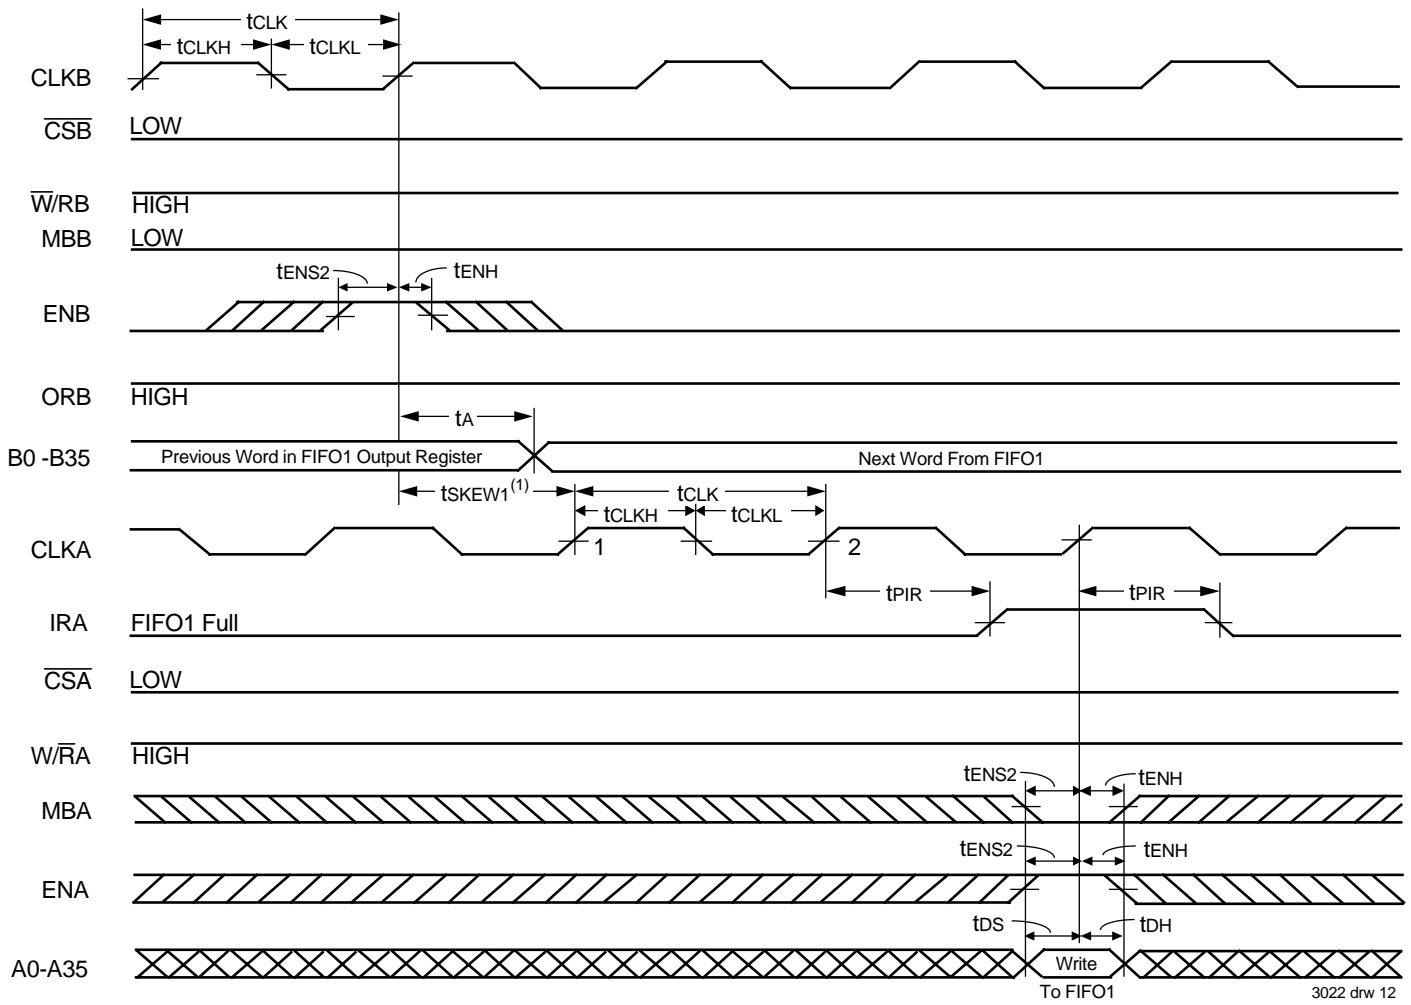 tCLK
tCLKH tCLKL
CLKB
CSB LOW
W/RB HIGH
MBB LOW
tENS2 tENH
ENB
ORB HIGH
tA
B0 -B35 Previous Word in FIFO1 Output Register Next Word From FIFO1
tSKEW1(1) tCLK
tCLKH tCLKL
CLKA 1 2
tPIR tPIR
IRA FIFO1 Full
CSA LOW
W/RA HIGH
tENS2 tENH
MBA
tENS2 tENH
ENA
tDS tDH
A0-A35 Write
To FIFO1 3022 drw 12